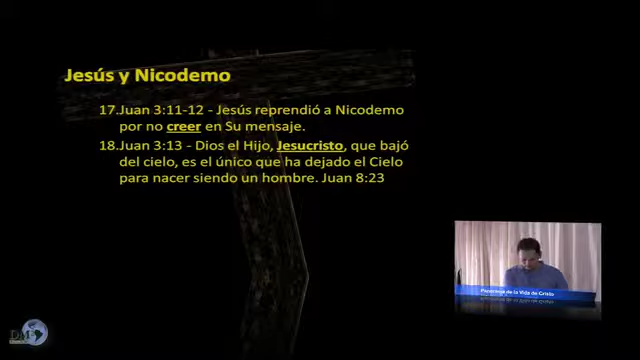 Jesús y Nicodemo
17.Juan 3:11-12 - Jesús reprendió a Nicodemo
por no creer en Su mensaje.
18.Juan 3:13 - Dios el Hijo, Jesucristo, que bajó
del cielo, es el único que ha dejado el Cielo
para nacer siendo un hombre. Juan 8:23
Panorama de la Vida de Cristo
DM